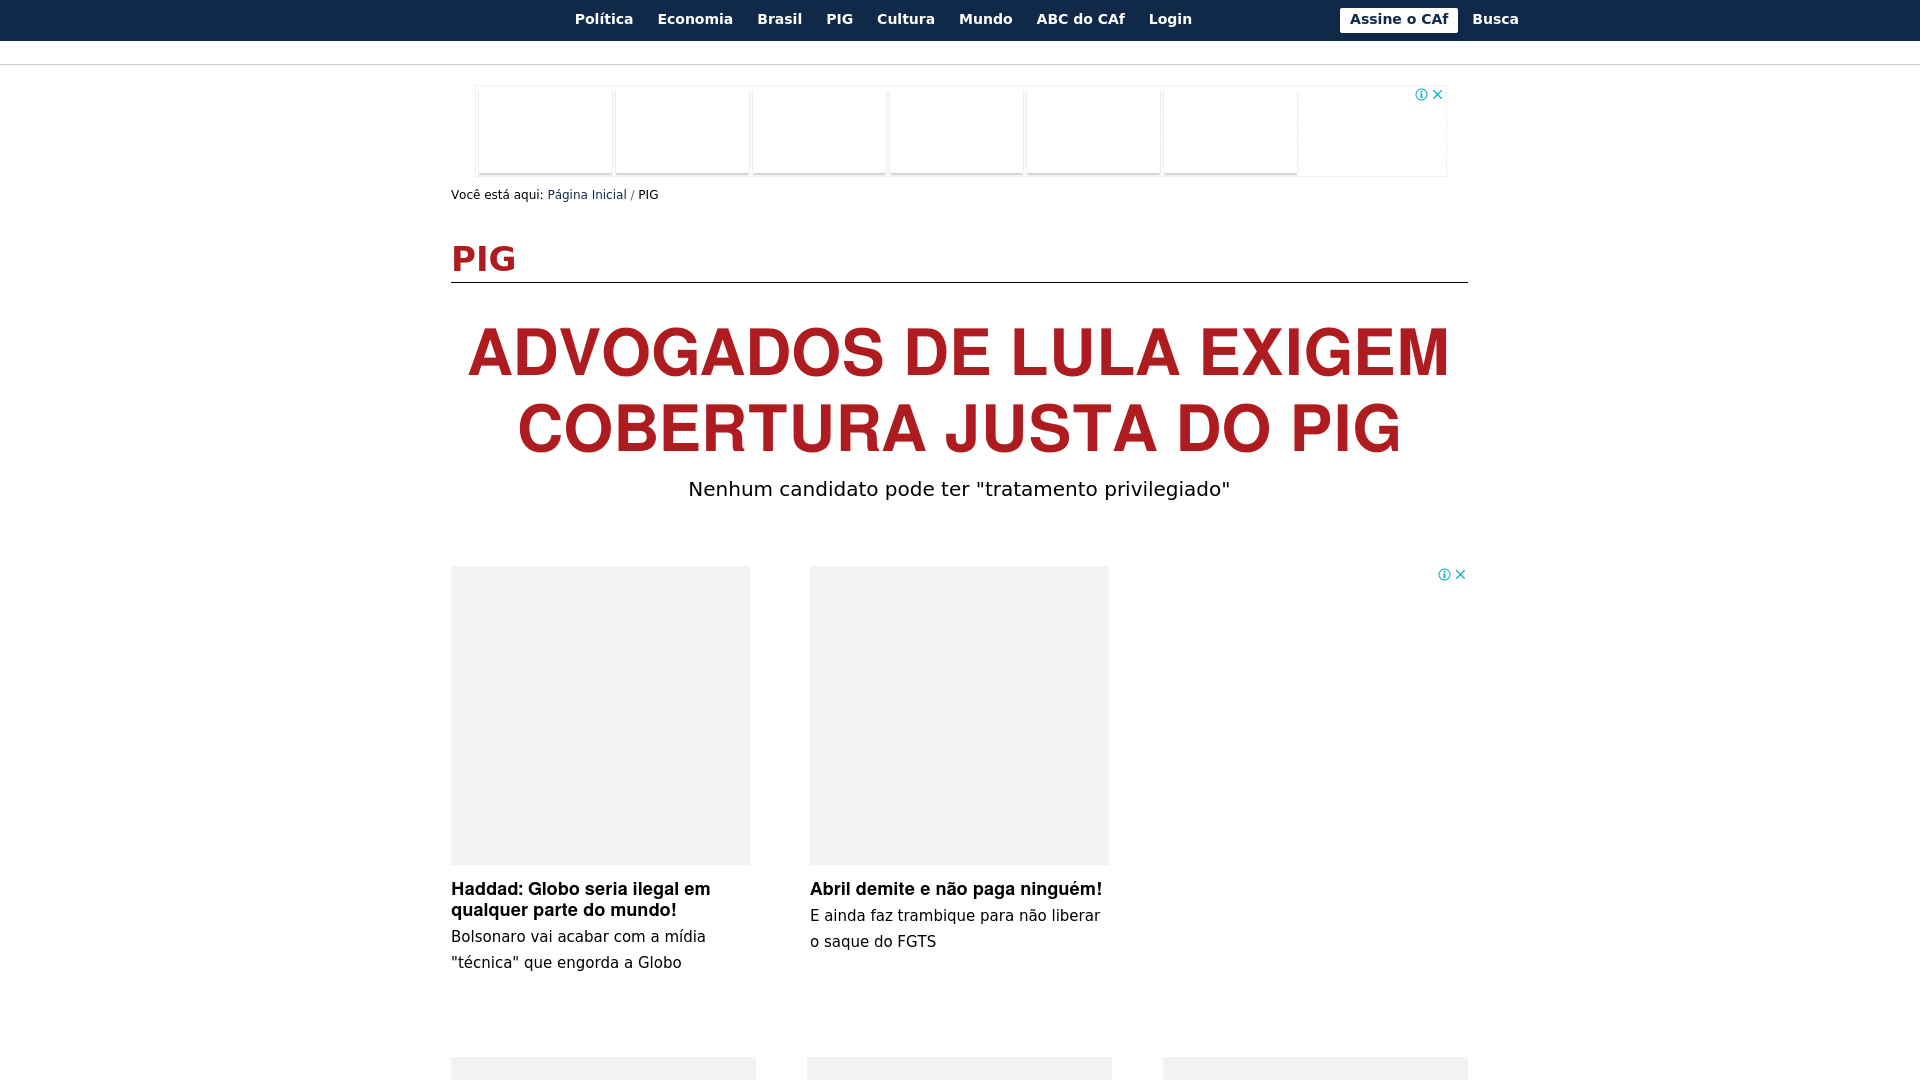 Política Economia Brasil PIG Cultura Mundo ABC do CAf Login Assine o CAf Busca
Você está aqui: Página Inicial / PIG
PIG
ADVOGADOS DE LULA EXIGEM
COBERTURA JUSTA DO PIG
Nenhum candidato pode ter "tratamento privilegiado"
Haddad: Globo seria ilegal em
qualquer parte do mundo!
Bolsonaro vai acabar com a mídia
"técnica" que engorda a Globo
Abril demite e não paga ninguém!
E ainda faz trambique para não liberar
o saque do FGTS